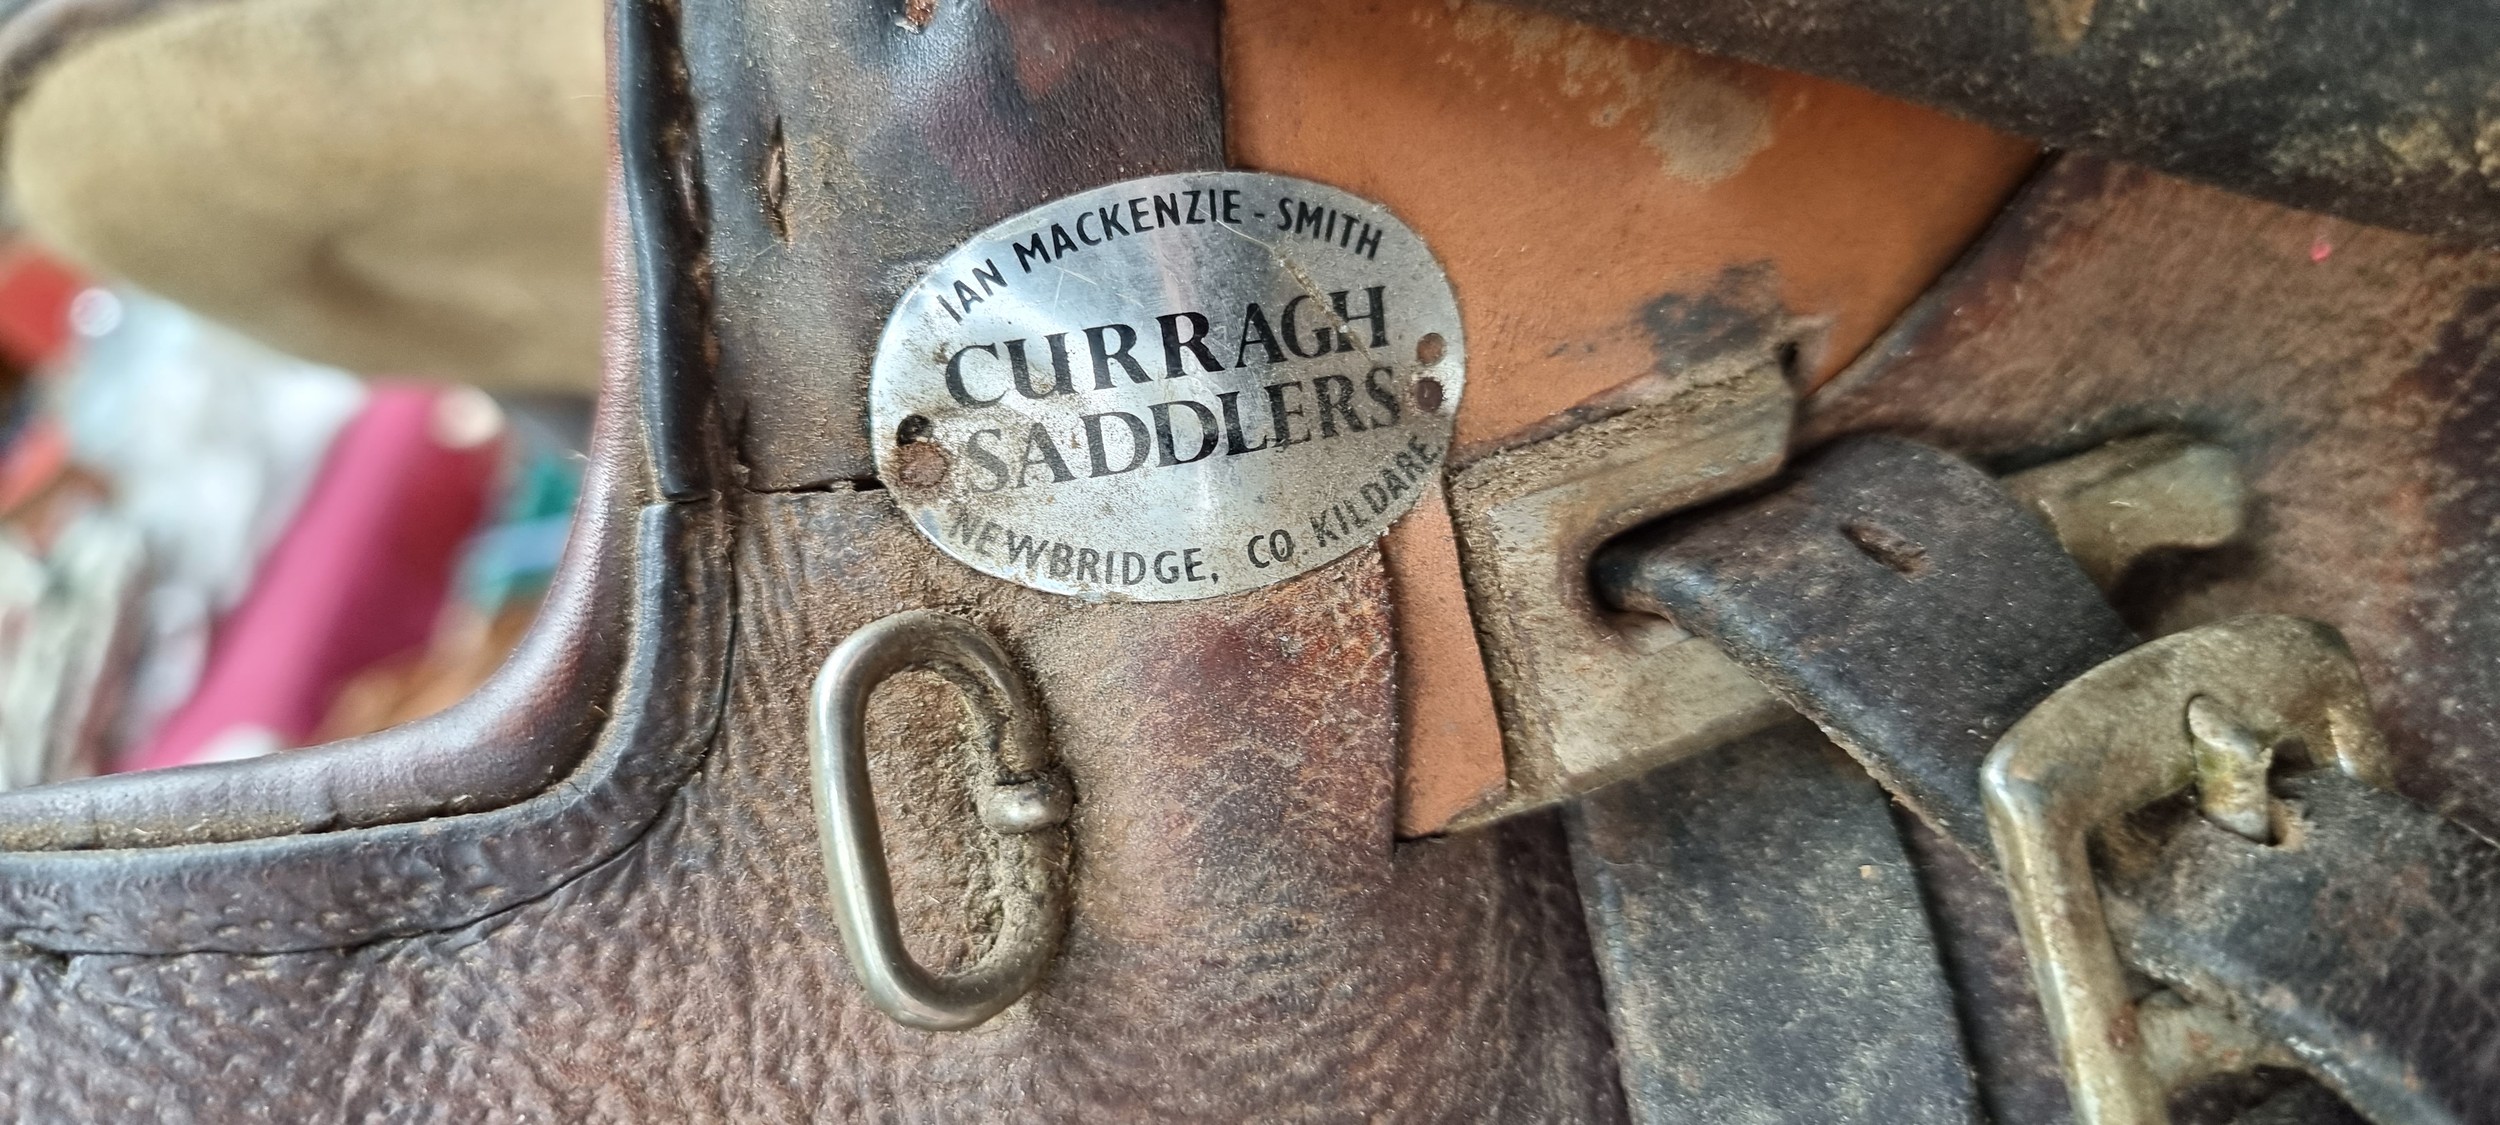 IAN MACKENZIE - SMITH
CURRAGH
SADDLERS
NEWBRIDGE, CO. KILDARE